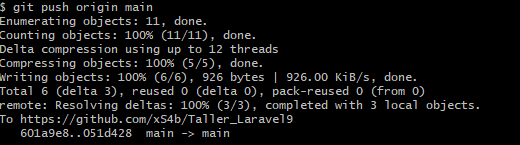 $ git push origin main
Enumerating objects: 11, done.
Counting objects: 100% (11/11), done.
Delta compression using up to 12 threads
Compressing objects: 100% (5/5), done.
Writing objects: 100% (6/6), 926 bytes | 926.00 KiB/s, done.
Total 6 (delta 3), reused 0 (delta 0), pack-reused 0 (from 0)
remote: Resolving deltas: 100% (3/3), completed with 3 local objects.
To https://github.com/xS4b/Taller_Laravel9
   601a9e8..051d428  main -> main